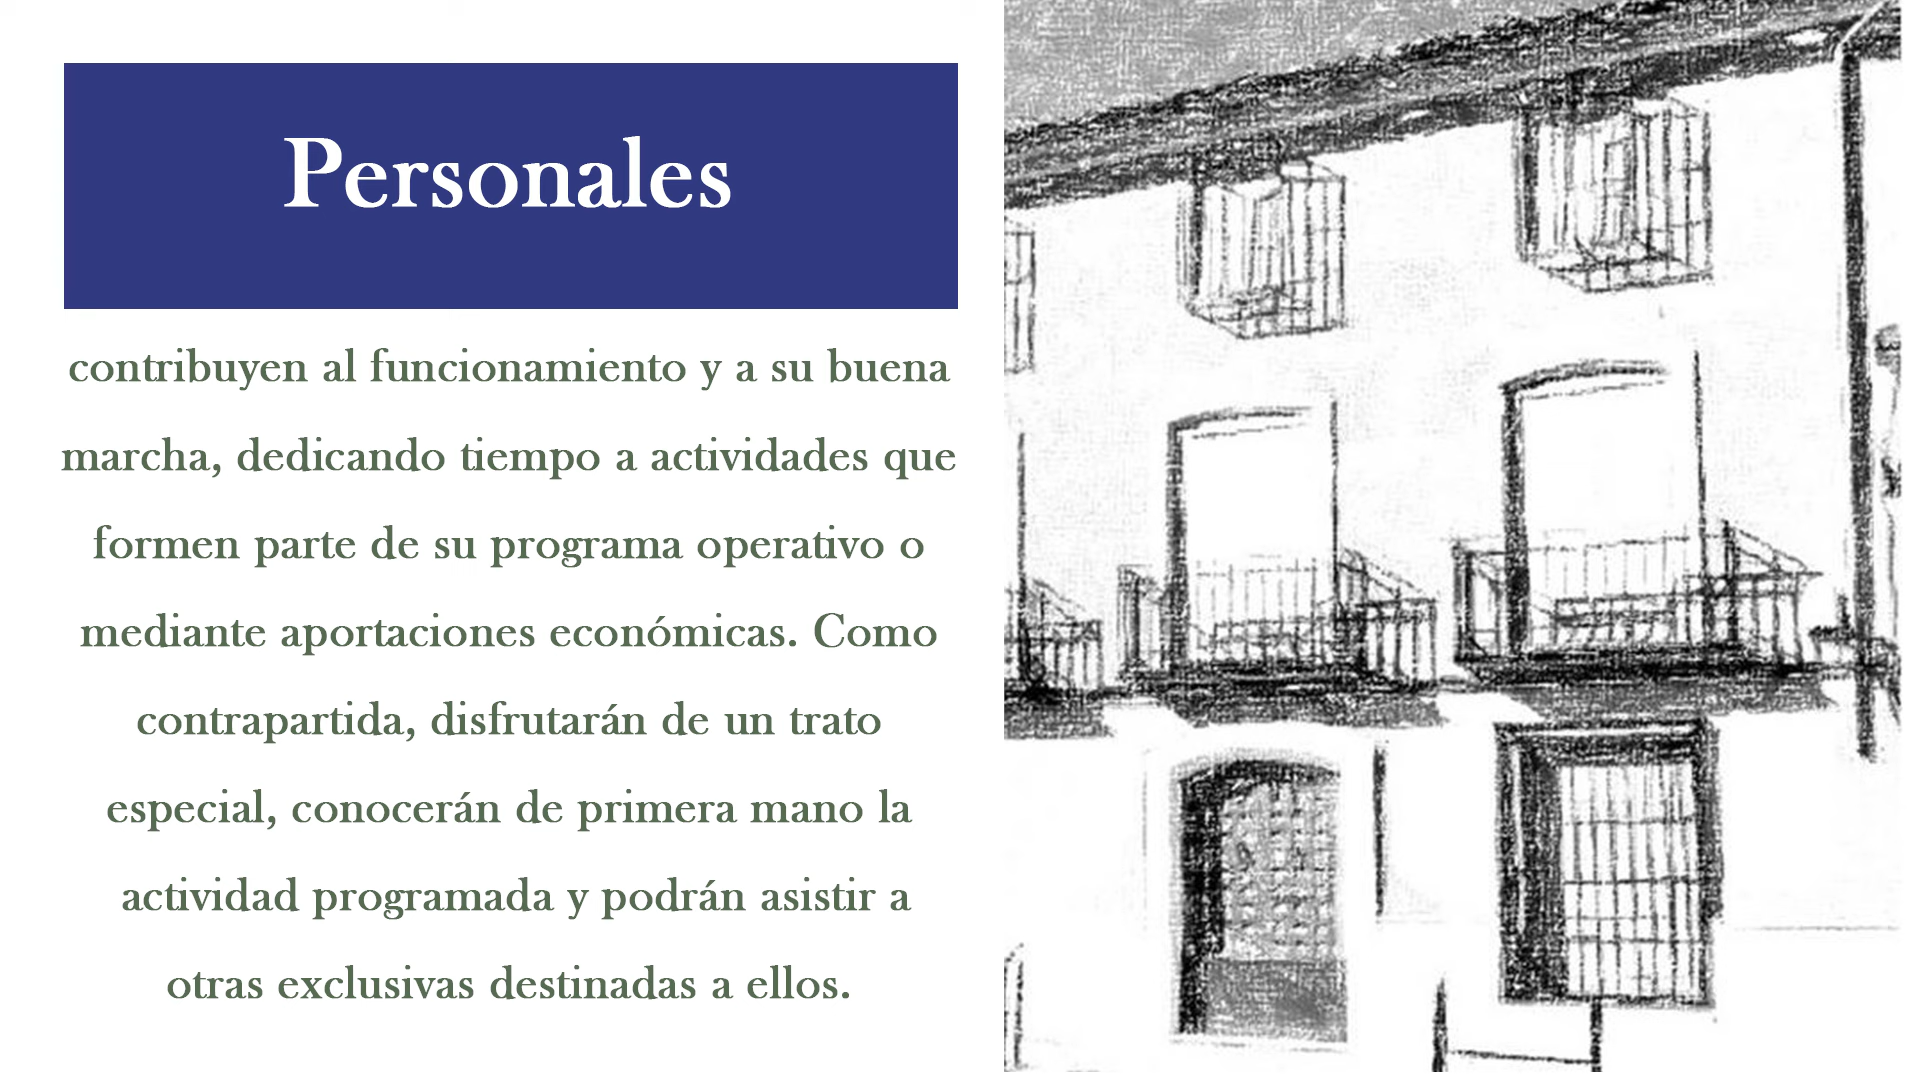 Personales
contribuyen al funcionamiento y a su buena
marcha, dedicando tiempo a actividades que
formen parte de su programa operativo o
mediante aportaciones económicas. Como
contrapartida, disfrutarán de un trato
especial, conocerán de primera mano la
actividad programada y podrán asistir a
otras exclusivas destinadas a ellos.